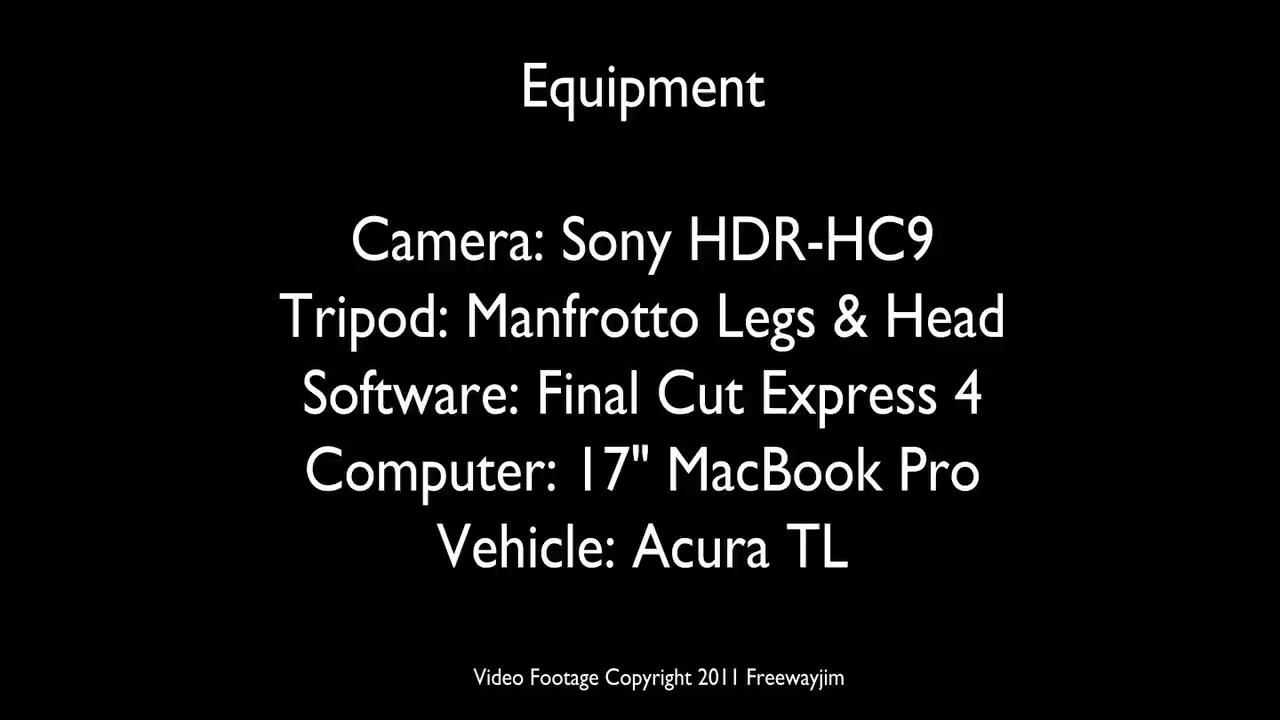 Equipment
Camera: Sony HDR-HC9
Tripod: Manfrotto Legs & Head
Software: Final Cut Express 4
Computer: 17" MacBook Pro
Vehicle: Acura TL
Video Footage Copyright 2011 Freewayjim